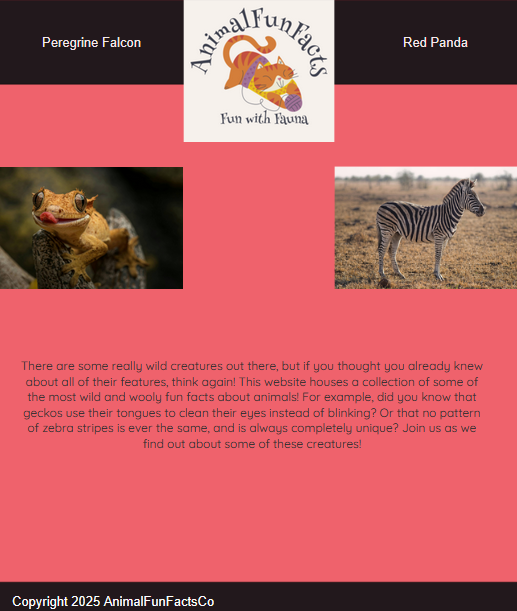 Peregrine Falcon
AnimalFunFacts
Fun with Fauna
Red Panda
There are some really wild creatures out there, but if you thought you already knew
about all of their features, think again! This website houses a collection of some of
the most wild and wooly fun facts about animals! For example, did you know that
geckos use their tongues to clean their eyes instead of blinking? Or that no pattern
of zebra stripes is ever the same, and is always completely unique? Join us as we
find out about some of these creatures!
Copyright 2025 AnimalFunFactsCo